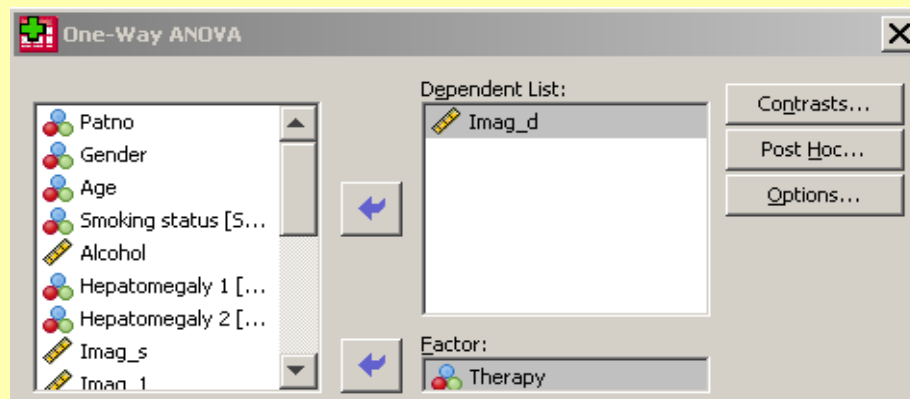 One-Way ANOVA
Patno
Gender
Age
Smoking status [S...
Alcohol
Hepatomegaly 1 [...
Hepatomegaly 2 [...
Imag_s
Imag_1
Dependent List:
Imag_d
Factor:
Therapy
Contrasts...
Post Hoc...
Options...